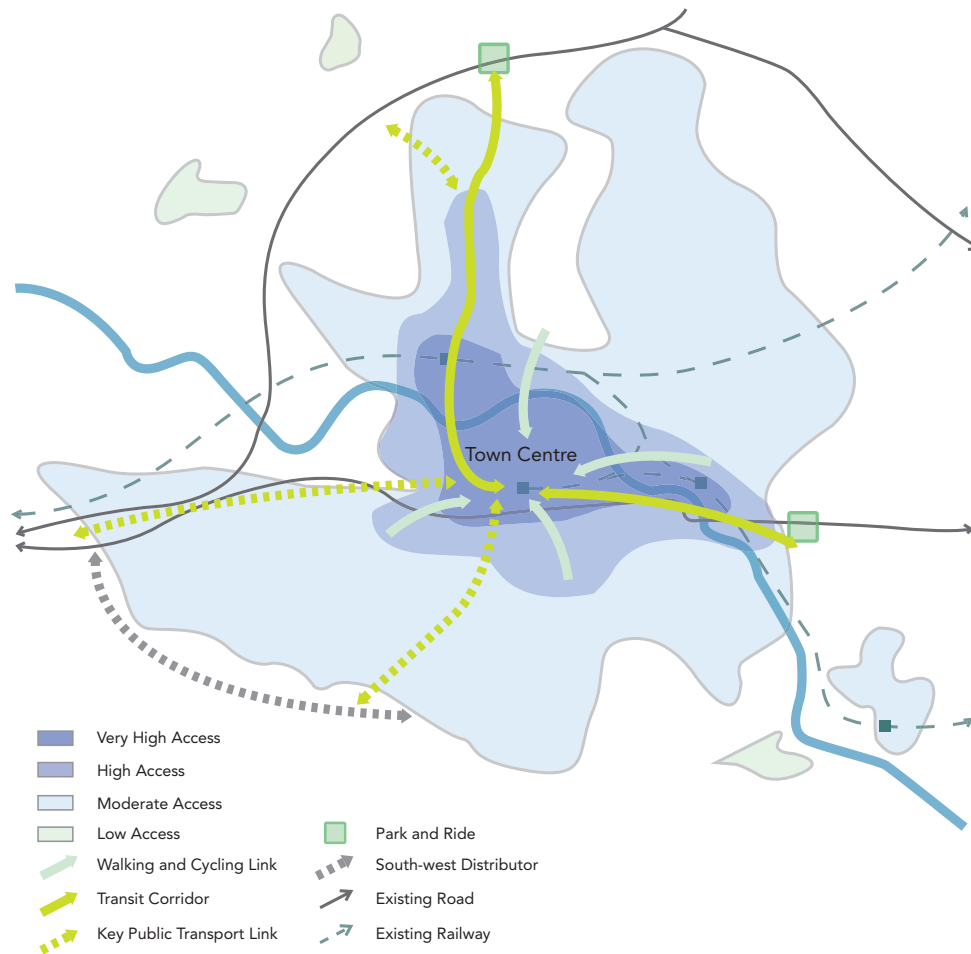 Town Centre
Very High Access
High Access
Moderate Access
Low Access
Walking and Cycling Link
Transit Corridor
Key Public Transport Link
Park and Ride
South-west Distributor
Existing Road
Existing Railway